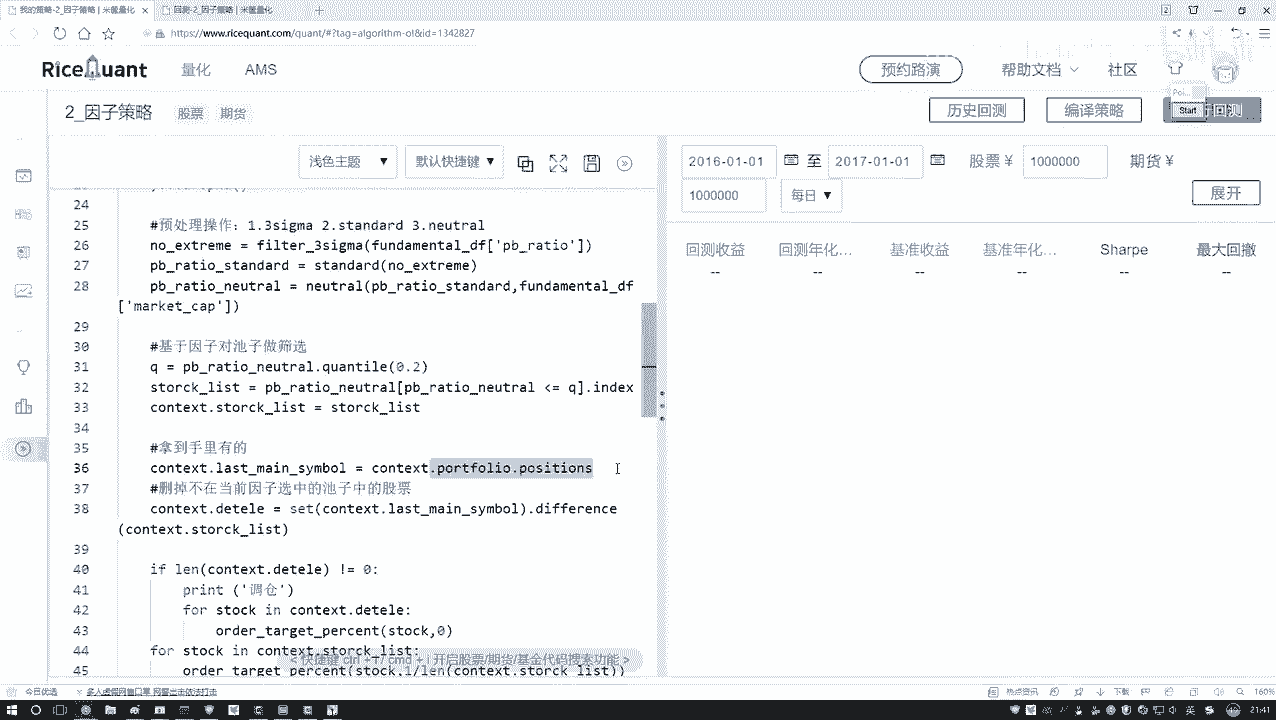 我的策略-2_因子策略 | 米筐量化
回测-2_因子策略 | 米筐量化
https://www.ricequant.com/quant/#?tag=algorithm-ol&id=1342827
RiceQuant 量化 AMS 预约路演 帮助文档 社区
2_因子策略 股票 期货 历史回测 编译策略 Start 回测
浅色主题 默认快捷键
2016-01-01 至 2017-01-01 股票 ¥ 1000000 期货 ¥
1000000 每日 展开
回测收益 回测年化… 基准收益 基准年化… Sharpe 最大回撤
-- -- -- -- -- --
24
25 #预处理操作：1.3sigma 2.standard 3.neutral
26 no_extreme = filter_3sigma(fundamental_df['pb_ratio'])
27 pb_ratio_standard = standard(no_extreme)
28 pb_ratio_neutral = neutral(pb_ratio_standard,fundamental_df
['market_cap'])
29
30 #基于因子对池子做筛选
31 q = pb_ratio_neutral.quantile(0.2)
32 storck_list = pb_ratio_neutral[pb_ratio_neutral <= q].index
33 context.storck_list = storck_list
34
35 #拿到手里有的
36 context.last_main_symbol = context.portfolio.positions
37 #删掉不在当前因子选中的池子中的股票
38 context.detele = set(context.last_main_symbol).difference
(context.storck_list)
39
40 if len(context.detele) != 0:
41 print ('调仓')
42 for stock in context.detele:
43 order_target_percent(stock,0)
44 for stock in context.storck_list:
45 order_target_percent(stock,1/len(context.storck_list))
开启股票/期货/基金代码搜索功能 >
今日优选
热点资讯 下载 160%
英 21:41